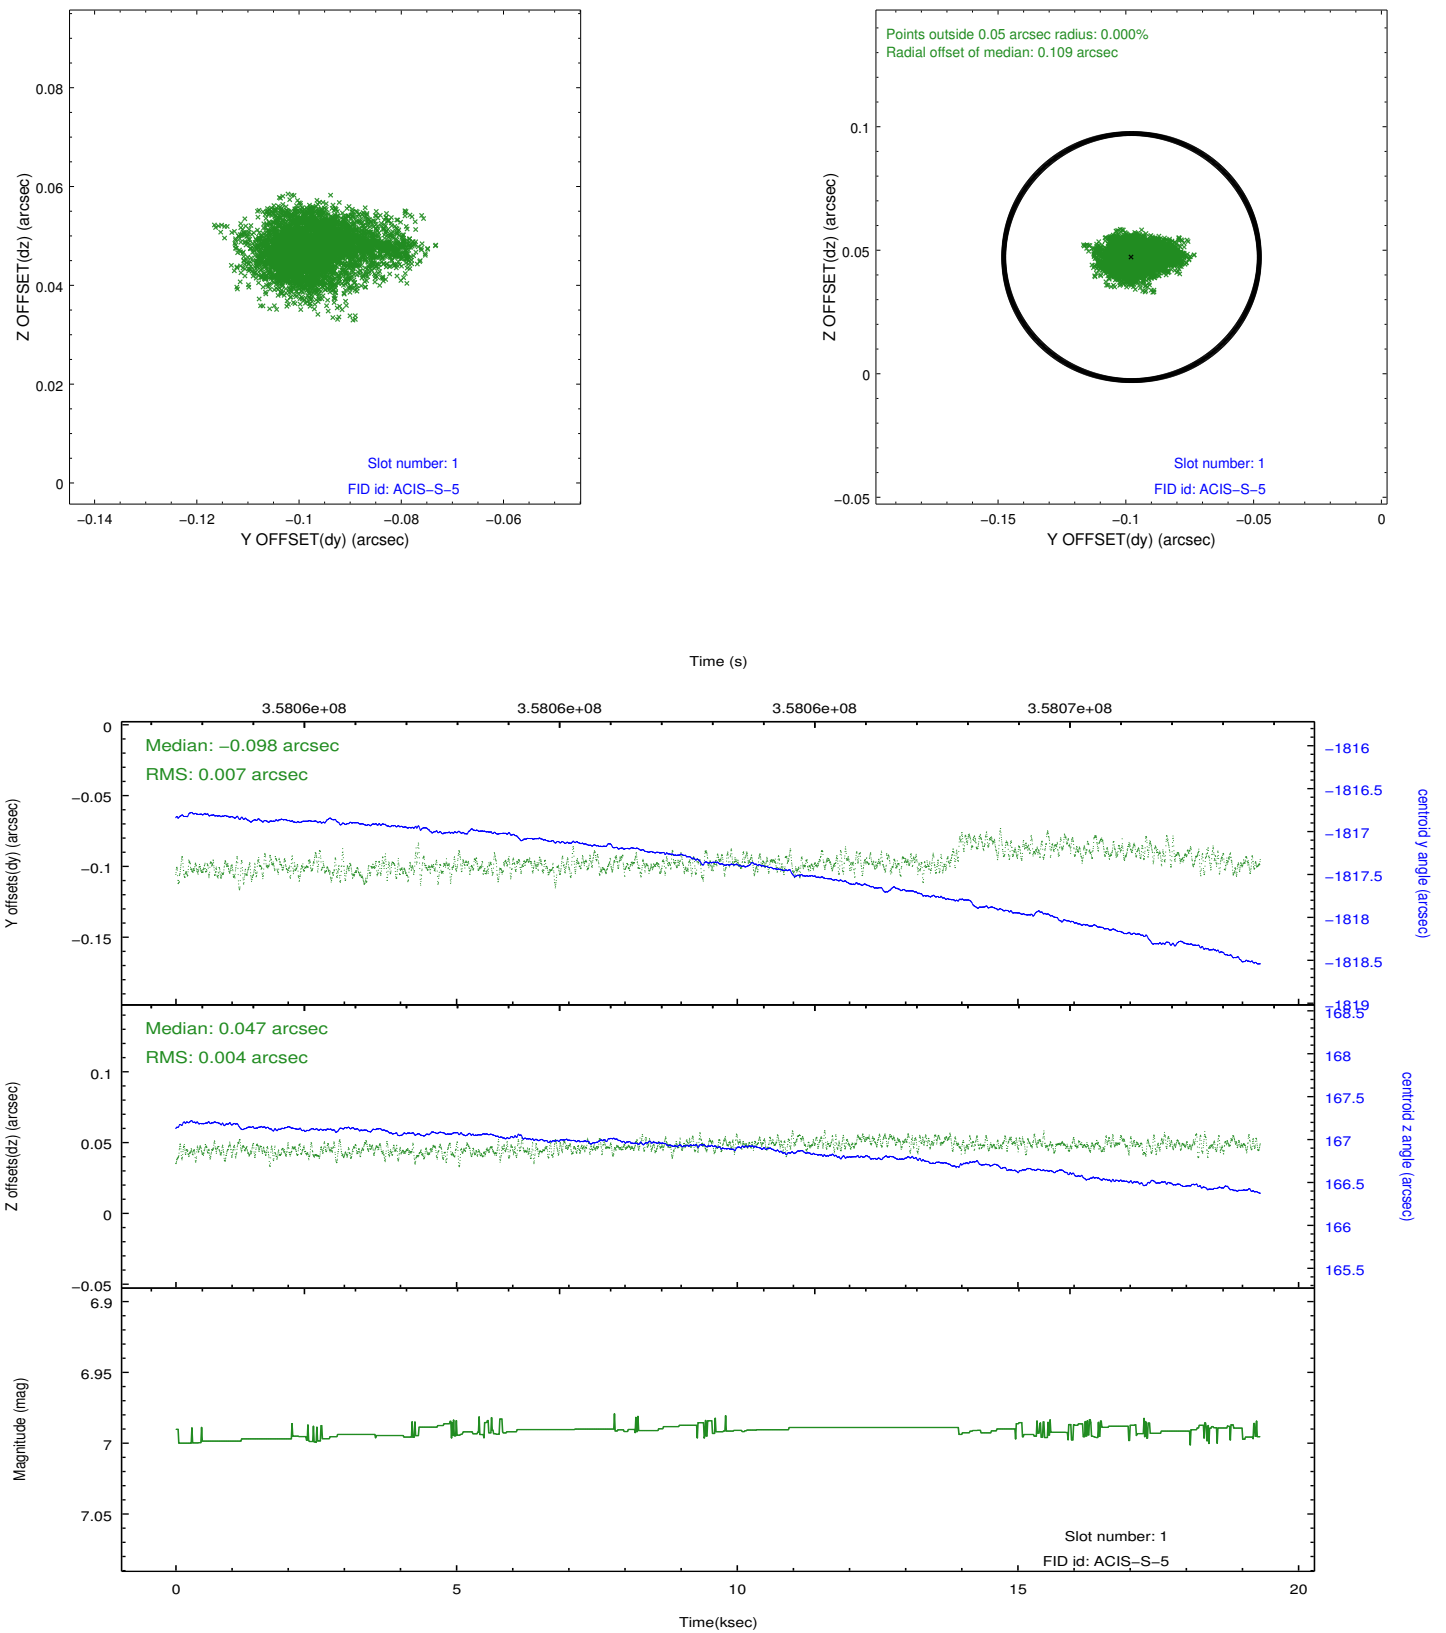 0.08
0.06
0.04
0.02
0
Z OFFSET(dz) (arcsec)
Slot number: 1
FID id: ACIS−S−5
−0.14
−0.12
−0.1
−0.08
−0.06
Y OFFSET(dy) (arcsec)
Points outside 0.05 arcsec radius: 0.000%
Radial offset of median: 0.109 arcsec
0.1
0.05
0
−0.05
Z OFFSET(dz) (arcsec)
Slot number: 1
FID id: ACIS−S−5
−0.15
−0.1
−0.05
0
Y OFFSET(dy) (arcsec)
Time (s)
3.5806e+08
3.5806e+08
3.5806e+08
3.5807e+08
Median: −0.098 arcsec
RMS: 0.007 arcsec
0
−0.05
−0.1
−0.15
Y offsets(dy) (arcsec)
−1816
−1816.5
−1817
−1817.5
−1818
−1818.5
−1819
centroid y angle (arcsec)
Median: 0.047 arcsec
RMS: 0.004 arcsec
0.1
0.05
0
−0.05
Z offsets(dz) (arcsec)
168.5
168
167.5
167
166.5
166
165.5
centroid z angle (arcsec)
6.9
6.95
7
7.05
Magnitude (mag)
Slot number: 1
FID id: ACIS−S−5
0
5
10
15
20
Time(ksec)